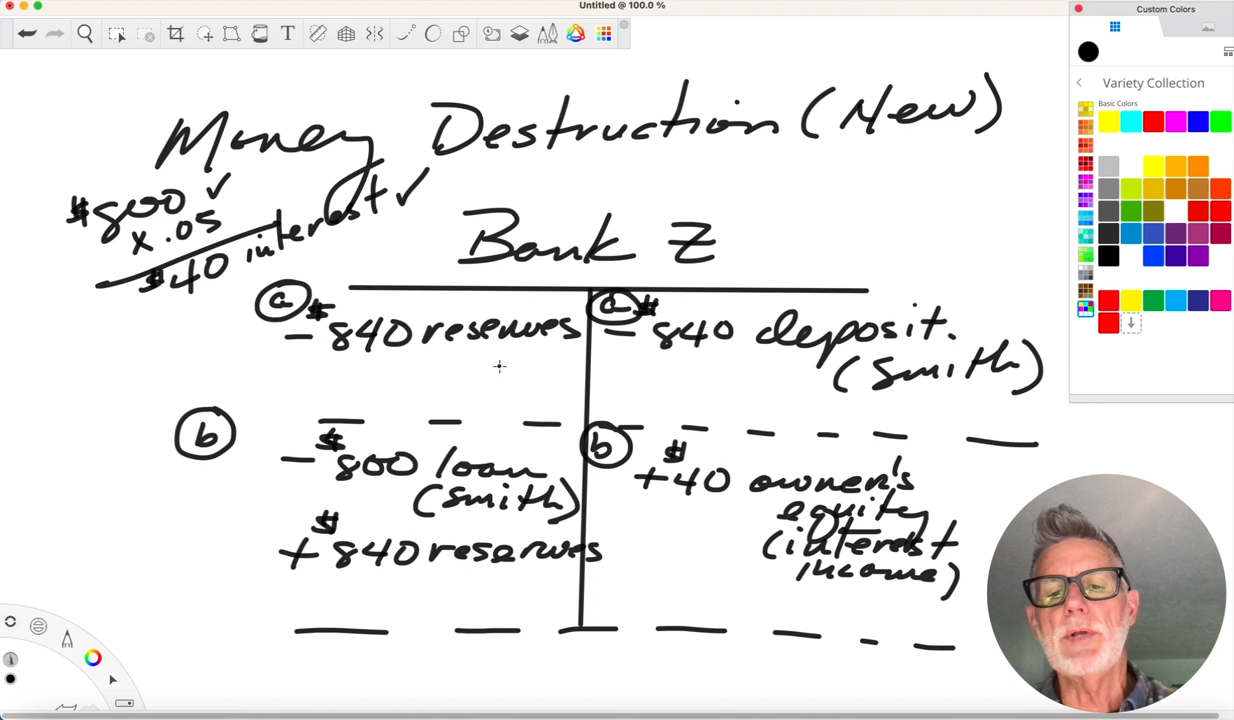 Untitled @ 100.0 %
Custom Colors
Variety Collection
Basic Colors
Money Destruction (New)
$800 ✓
x .05
$40 interest ✓
Bank Z
a
- $840 reserves
a
- $840 deposit.
(Smith)
b
- $800 loan
(Smith)
+ $840 reserves
b
+ $40 owner's
equity
(interest
income)